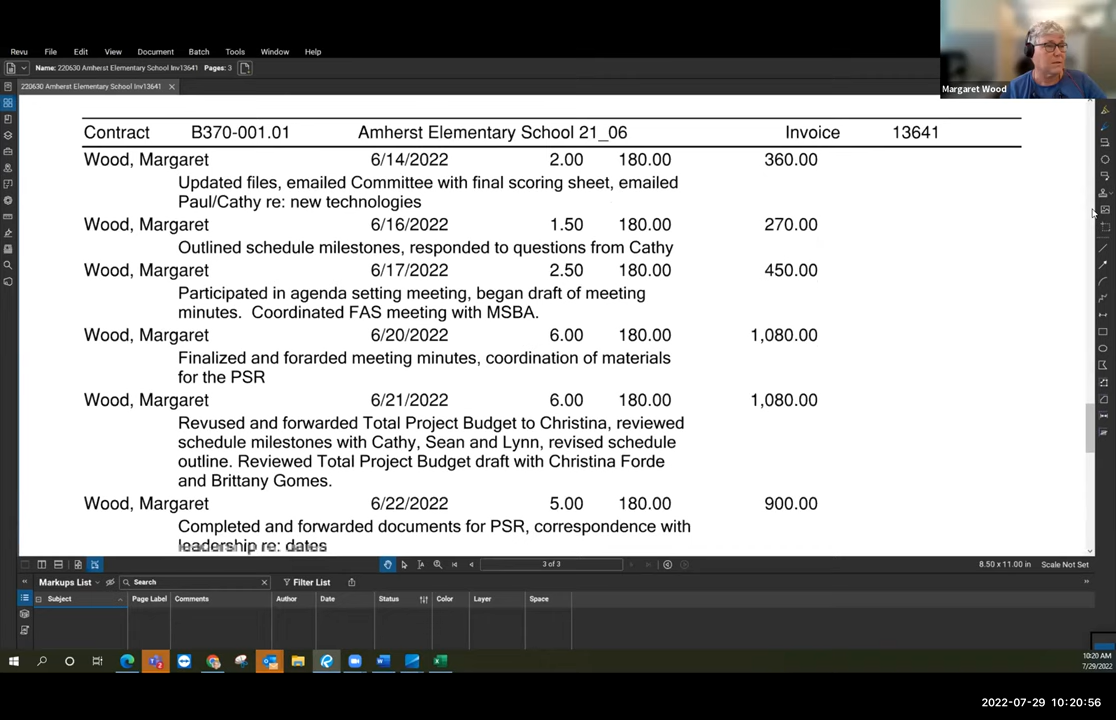 Revu File Edit View Document Batch Tools Window Help
Name: 220630 Amherst Elementary School Inv13641 Pages: 3
220630 Amherst Elementary School Inv13641
Margaret Wood
Contract B370-001.01 Amherst Elementary School 21_06 Invoice 13641
Wood, Margaret 6/14/2022 2.00 180.00 360.00
Updated files, emailed Committee with final scoring sheet, emailed
Paul/Cathy re: new technologies
Wood, Margaret 6/16/2022 1.50 180.00 270.00
Outlined schedule milestones, responded to questions from Cathy
Wood, Margaret 6/17/2022 2.50 180.00 450.00
Participated in agenda setting meeting, began draft of meeting
minutes. Coordinated FAS meeting with MSBA.
Wood, Margaret 6/20/2022 6.00 180.00 1,080.00
Finalized and forarded meeting minutes, coordination of materials
for the PSR
Wood, Margaret 6/21/2022 6.00 180.00 1,080.00
Revused and forwarded Total Project Budget to Christina, reviewed
schedule milestones with Cathy, Sean and Lynn, revised schedule
outline. Reviewed Total Project Budget draft with Christina Forde
and Brittany Gomes.
Wood, Margaret 6/22/2022 5.00 180.00 900.00
Completed and forwarded documents for PSR, correspondence with
leadership re: dates
3 of 3 8.50 x 11.00 in Scale Not Set
Markups List Search Filter List
Subject Page Label Comments Author Date Status Color Layer Space
10:20 AM
7/29/2022
2022-07-29 10:20:56